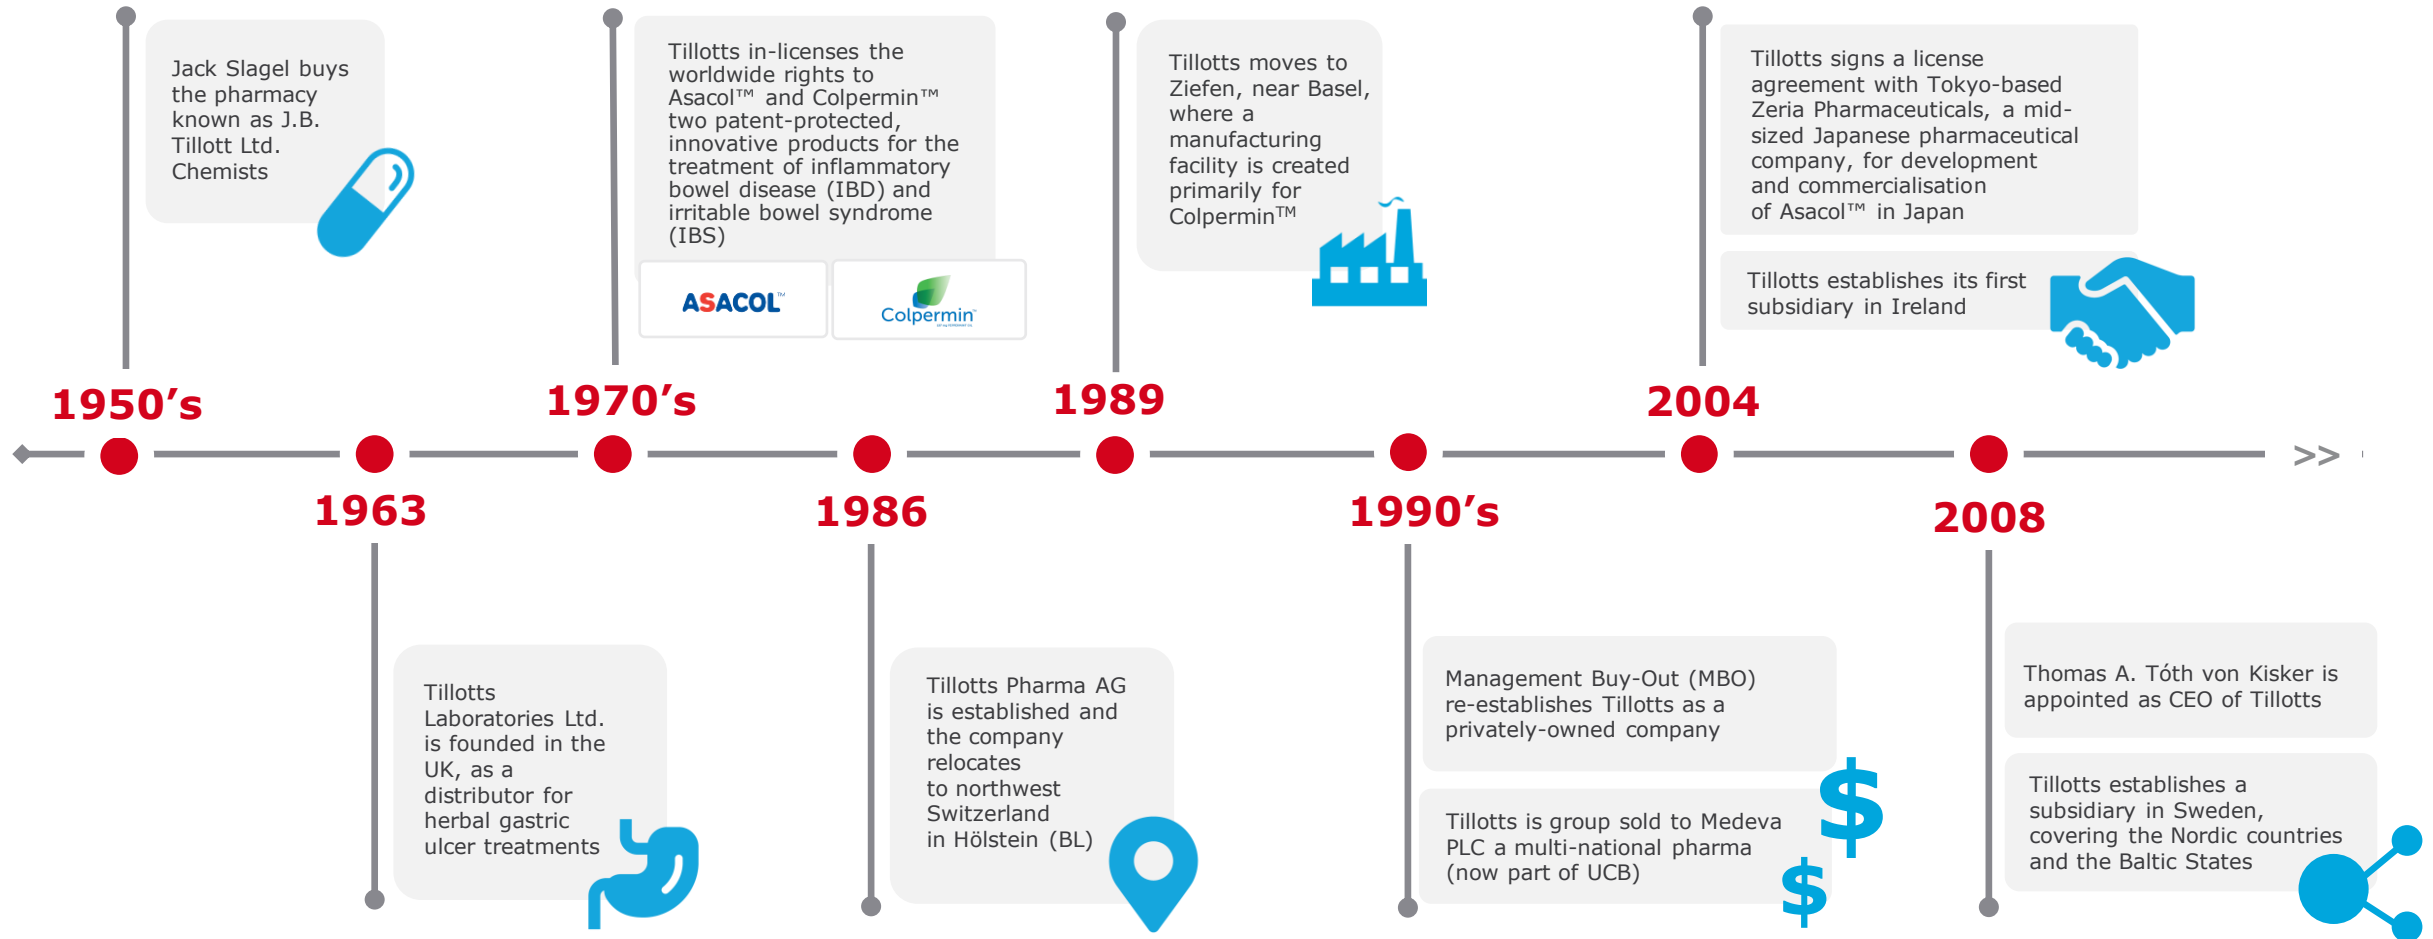 Jack Slagel buys
the pharmacy
known as J.B.
Tillott Ltd.
Chemists
1950’s
Tillotts
Laboratories Ltd.
is founded in the
UK, as a
distributor for
herbal gastric
ulcer treatments
1963
Tillotts in-licenses the
worldwide rights to
Asacol™ and Colpermin™
two patent-protected,
innovative products for the
treatment of inflammatory
bowel disease (IBD) and
irritable bowel syndrome
(IBS)
ASACOL™
Colpermin™
1970’s
1986
Tillotts Pharma AG
is established and
the company
relocates
to northwest
Switzerland
in Hölstein (BL)
Tillotts moves to
Ziefen, near Basel,
where a
manufacturing
facility is created
primarily for
Colpermin™
1989
1990’s
Management Buy-Out (MBO)
re-establishes Tillotts as a
privately-owned company
Tillotts is group sold to Medeva
PLC a multi-national pharma
(now part of UCB)
$
$
Tillotts signs a license
agreement with Tokyo-based
Zeria Pharmaceuticals, a mid-
sized Japanese pharmaceutical
company, for development
and commercialisation
of Asacol™ in Japan
Tillotts establishes its first
subsidiary in Ireland
2004
2008
Thomas A. Tóth von Kisker is
appointed as CEO of Tillotts
Tillotts establishes a
subsidiary in Sweden,
covering the Nordic countries
and the Baltic States
>>